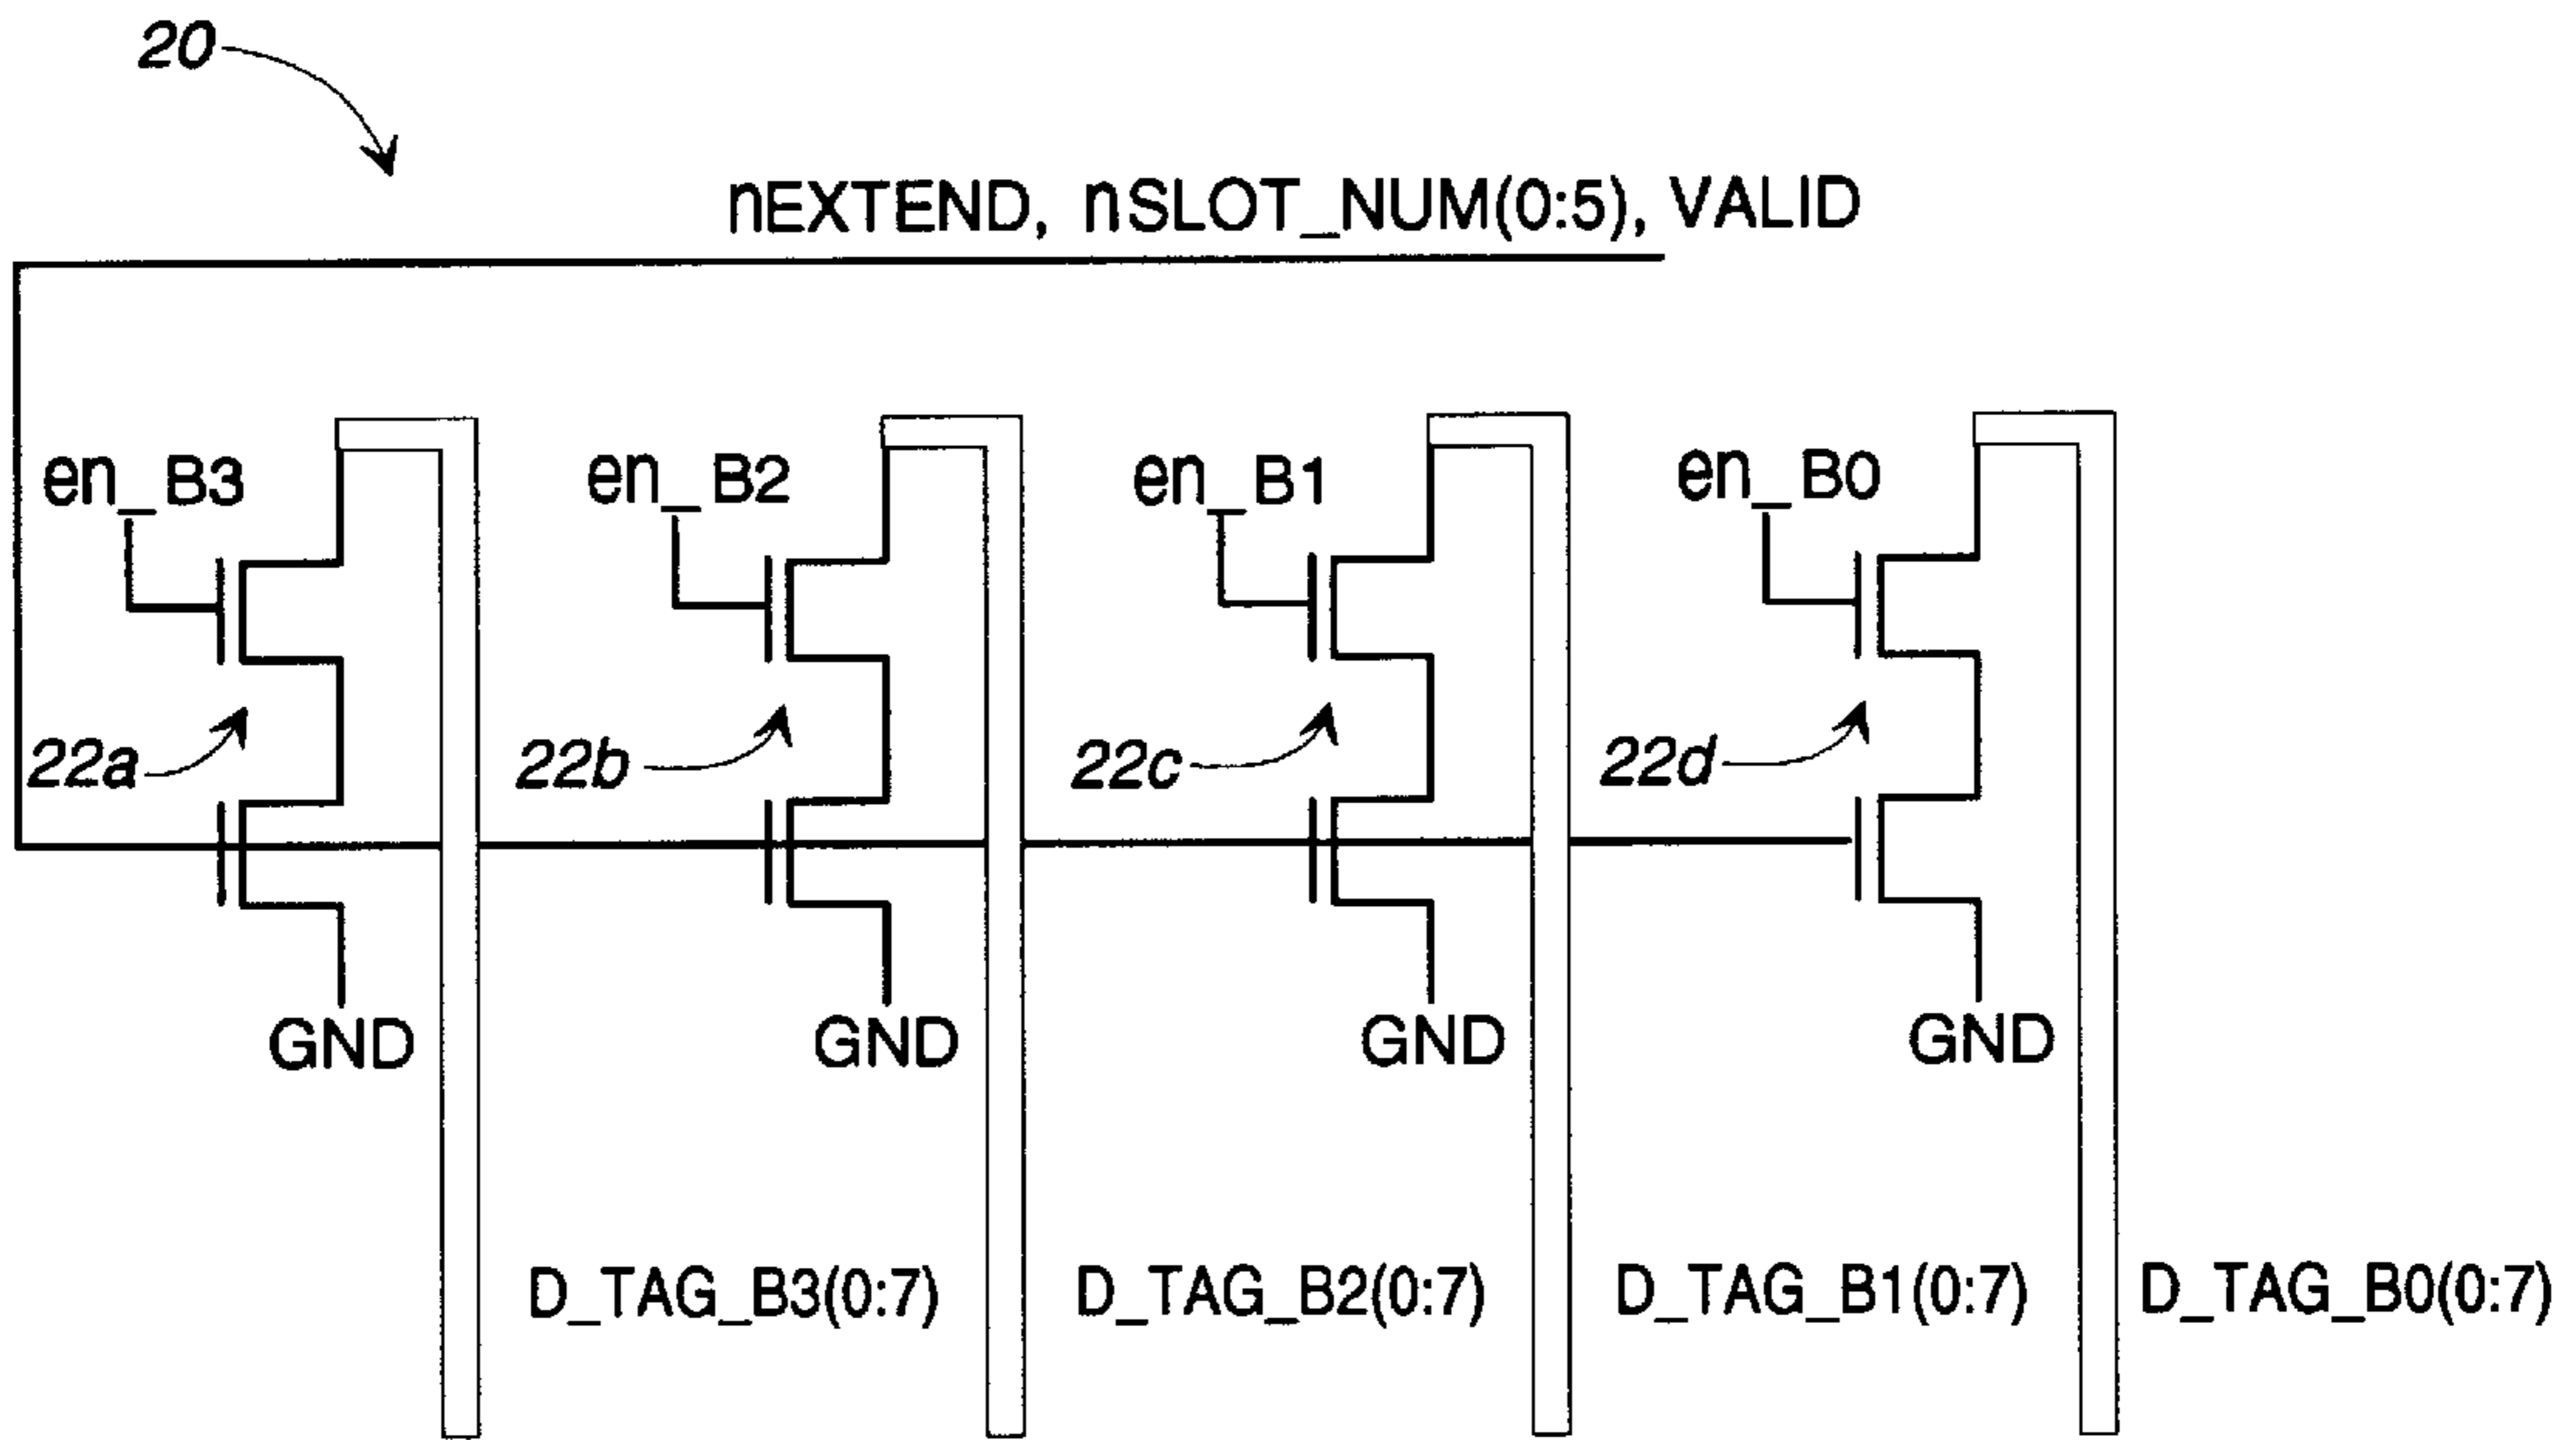 20
nEXTEND, nSLOT_NUM(0:5), VALID
en_B3 en_B2 en_B1 en_B0
22a 22b 22c 22d
GND GND GND GND
D_TAG_B3(0:7) D_TAG_B2(0:7) D_TAG_B1(0:7) D_TAG_B0(0:7)